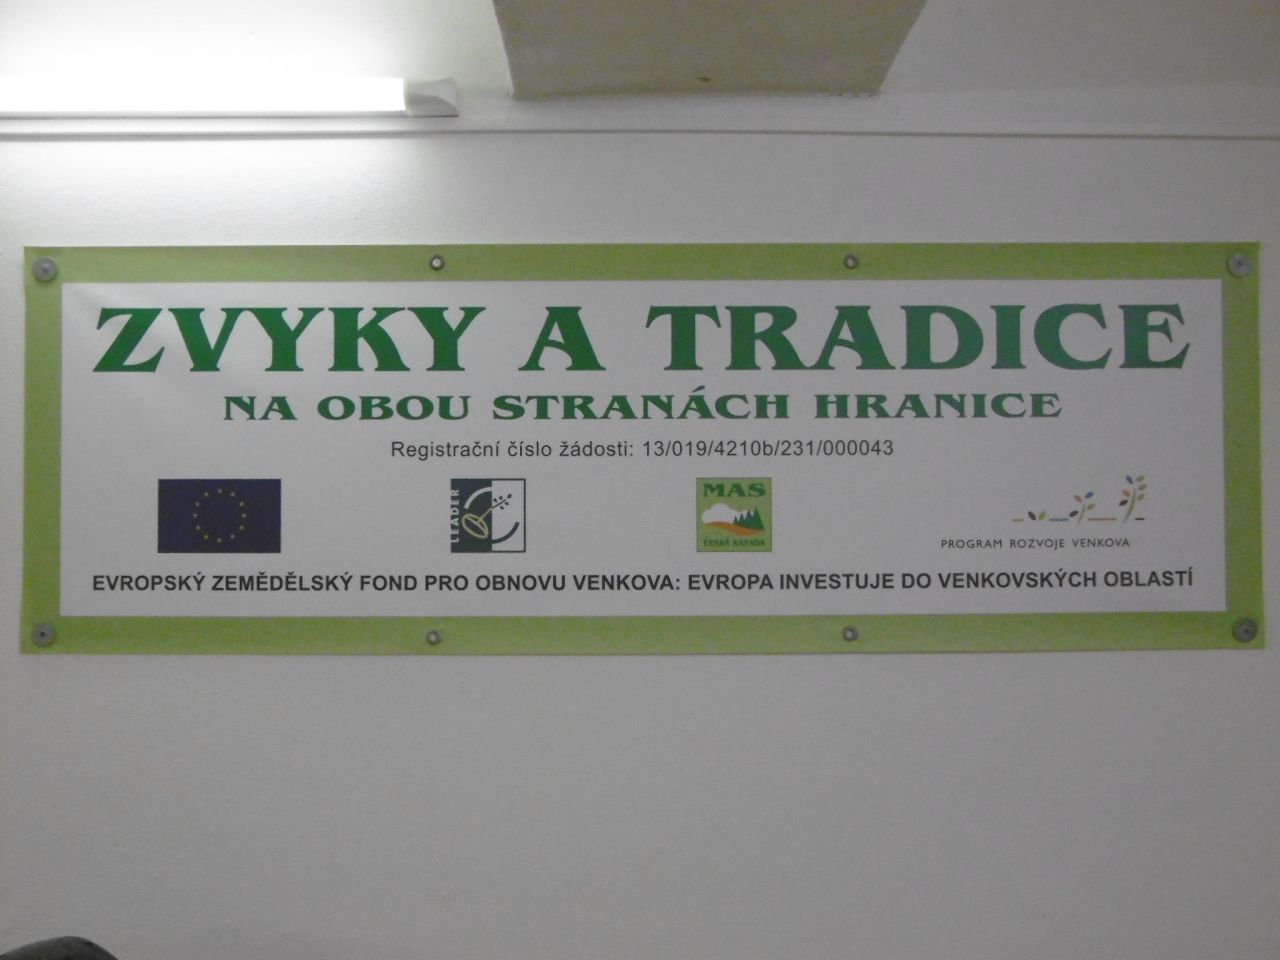 ZVYKY A TRADICE
NA OBOU STRANÁCH HRANICE
Registrační číslo žádosti: 13/019/4210b/231/000043
LEADER
MAS
ČESKÁ KANADA
PROGRAM ROZVOJE VENKOVA
EVROPSKÝ ZEMĚDĚLSKÝ FOND PRO OBNOVU VENKOVA: EVROPA INVESTUJE DO VENKOVSKÝCH OBLASTÍ